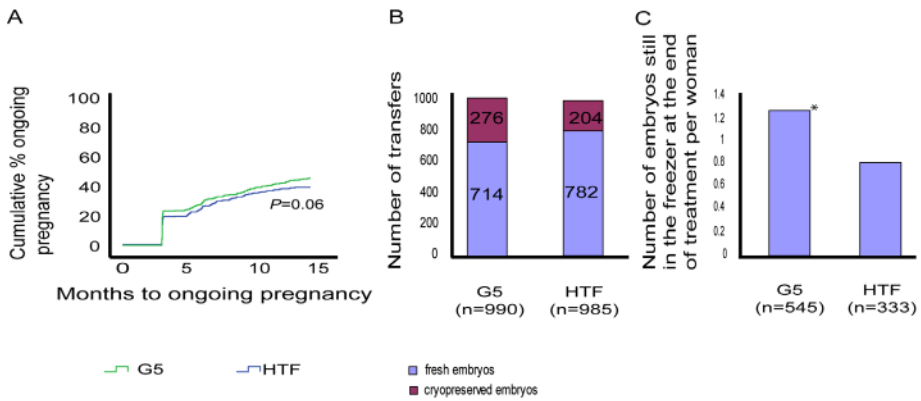 A
Cumulative % ongoing
pregnancy
100
80
60
40
20
0
P=0.06
0
5
10
15
Months to ongoing pregnancy
G5
HTF
B
Number of transfers
1000
800
600
400
200
0
276
204
714
782
G5
(n=990)
HTF
(n=985)
fresh embryos
cryopreserved embryos
C
Number of embryos still
in the freezer at the end
of treatment per woman
1.4
1.2
1
0.8
0.6
0.4
0.2
0
*
G5
(n=545)
HTF
(n=333)